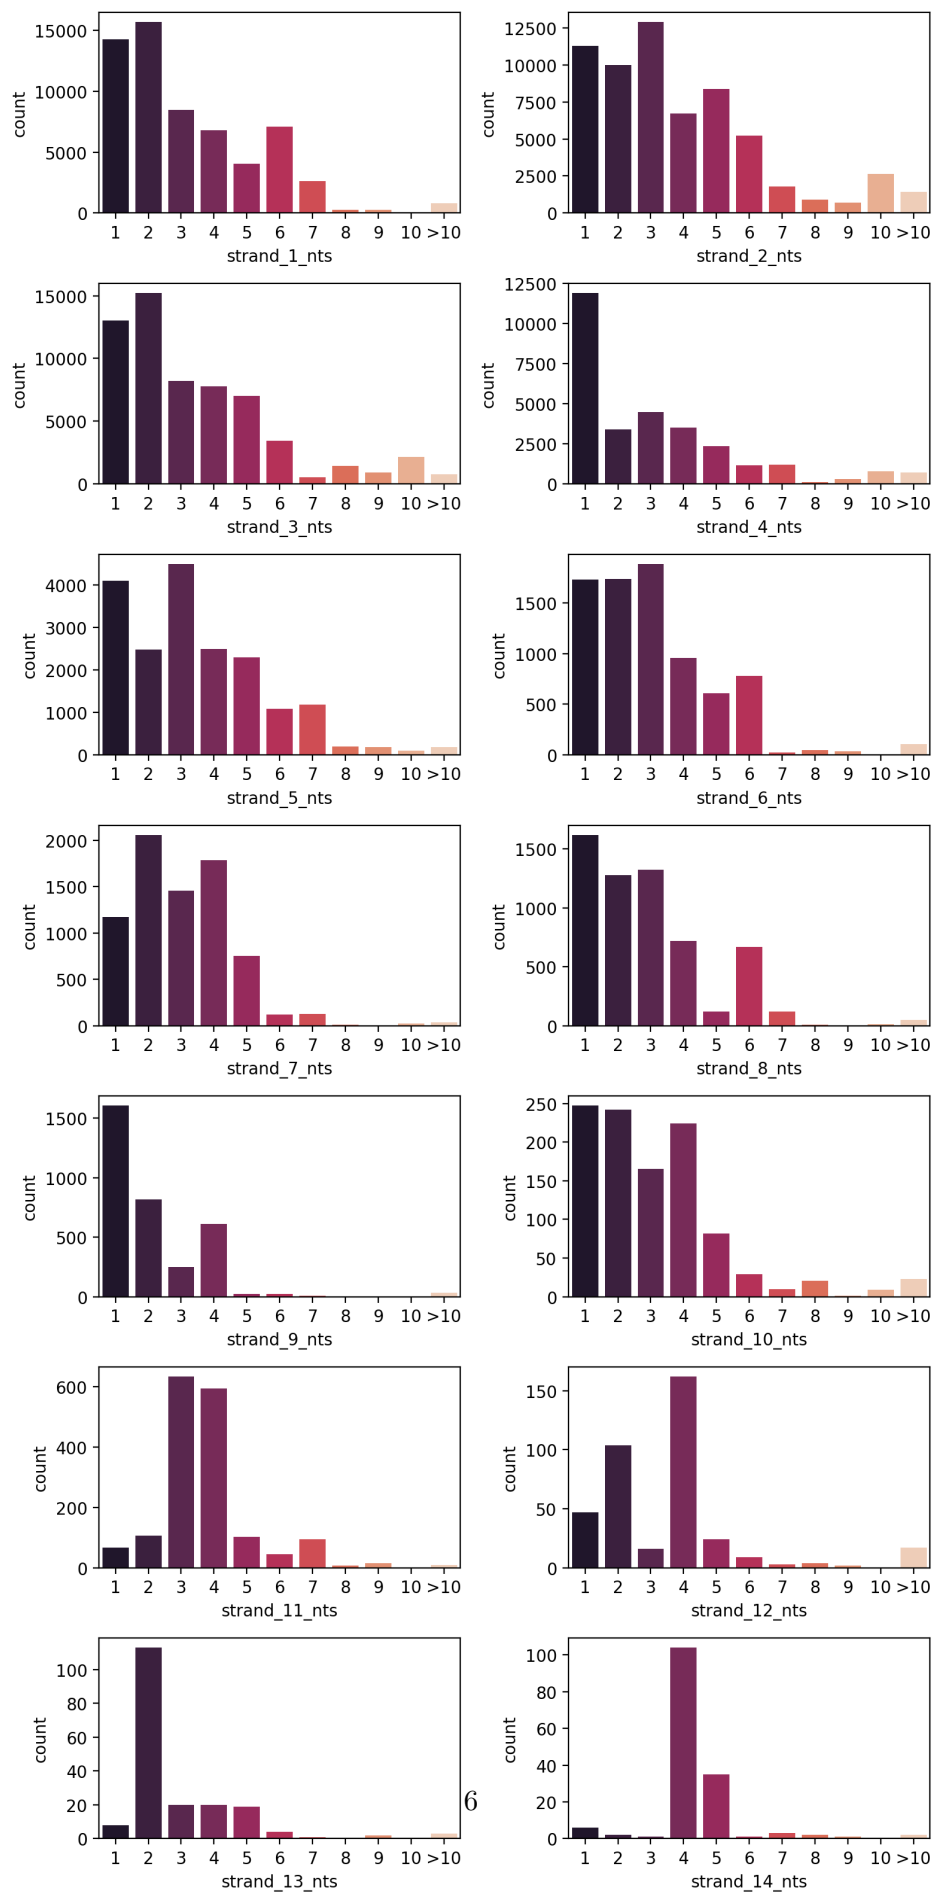 15000
10000
5000
0
count
1 2 3 4 5 6 7 8 9 10 >10
strand_1_nts
12500
10000
7500
5000
2500
0
count
1 2 3 4 5 6 7 8 9 10 >10
strand_2_nts
15000
10000
5000
0
count
1 2 3 4 5 6 7 8 9 10 >10
strand_3_nts
12500
10000
7500
5000
2500
0
count
1 2 3 4 5 6 7 8 9 10 >10
strand_4_nts
4000
3000
2000
1000
0
count
1 2 3 4 5 6 7 8 9 10 >10
strand_5_nts
1500
1000
500
0
count
1 2 3 4 5 6 7 8 9 10 >10
strand_6_nts
2000
1500
1000
500
0
count
1 2 3 4 5 6 7 8 9 10 >10
strand_7_nts
1500
1000
500
0
count
1 2 3 4 5 6 7 8 9 10 >10
strand_8_nts
1500
1000
500
0
count
1 2 3 4 5 6 7 8 9 10 >10
strand_9_nts
250
200
150
100
50
0
count
1 2 3 4 5 6 7 8 9 10 >10
strand_10_nts
600
400
200
0
count
1 2 3 4 5 6 7 8 9 10 >10
strand_11_nts
150
100
50
0
count
1 2 3 4 5 6 7 8 9 10 >10
strand_12_nts
100
80
60
40
20
0
count
1 2 3 4 5 6 7 8 9 10 >10
strand_13_nts
6
100
80
60
40
20
0
count
1 2 3 4 5 6 7 8 9 10 >10
strand_14_nts